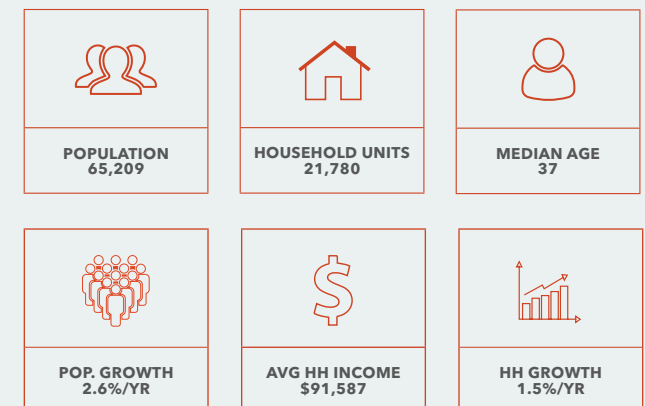 POPULATION
65,209
HOUSEHOLD UNITS
21,780
MEDIAN AGE
37
POP. GROWTH
2.6%/YR
AVG HH INCOME
$91,587
HH GROWTH
1.5%/YR